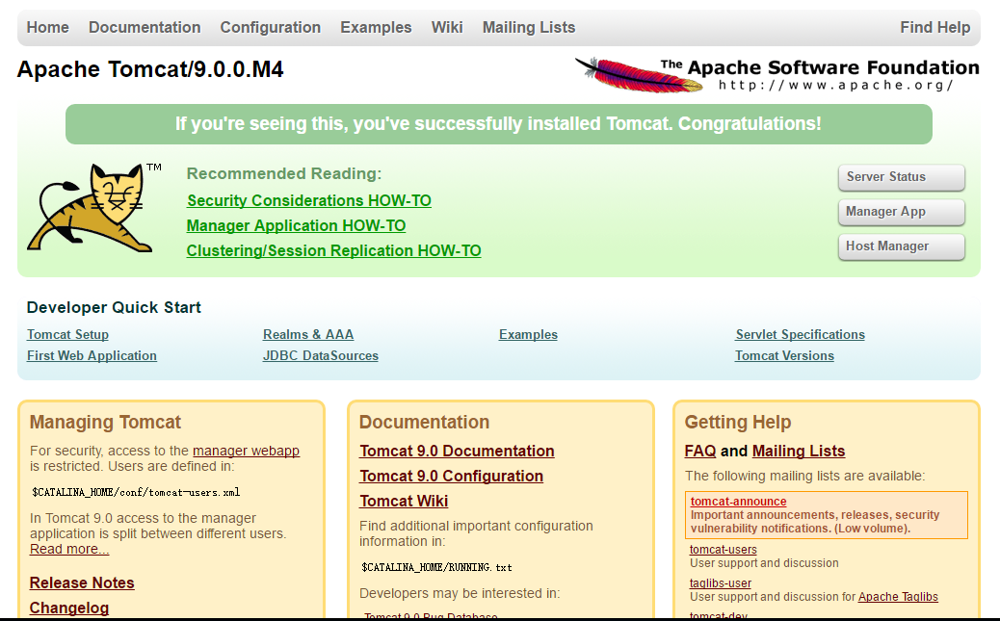 Home Documentation Configuration Examples Wiki Mailing Lists Find Help
Apache Tomcat/9.0.0.M4
The Apache Software Foundation
http://www.apache.org/
If you're seeing this, you've successfully installed Tomcat. Congratulations!
TM
Recommended Reading:
Security Considerations HOW-TO
Manager Application HOW-TO
Clustering/Session Replication HOW-TO
Server Status
Manager App
Host Manager
Developer Quick Start
Tomcat Setup
First Web Application
Realms & AAA
JDBC DataSources
Examples
Servlet Specifications
Tomcat Versions
Managing Tomcat
For security, access to the manager webapp
is restricted. Users are defined in:
$CATALINA_HOME/conf/tomcat-users.xml
In Tomcat 9.0 access to the manager
application is split between different users.
Read more...
Release Notes
Changelog
Documentation
Tomcat 9.0 Documentation
Tomcat 9.0 Configuration
Tomcat Wiki
Find additional important configuration
information in:
$CATALINA_HOME/RUNNING.txt
Developers may be interested in:
Tomcat 9.0 Bug Database
Getting Help
FAQ and Mailing Lists
The following mailing lists are available:
tomcat-announce
Important announcements, releases, security
vulnerability notifications. (Low volume).
tomcat-users
User support and discussion
taglibs-user
User support and discussion for Apache Taglibs
tomcat-dev